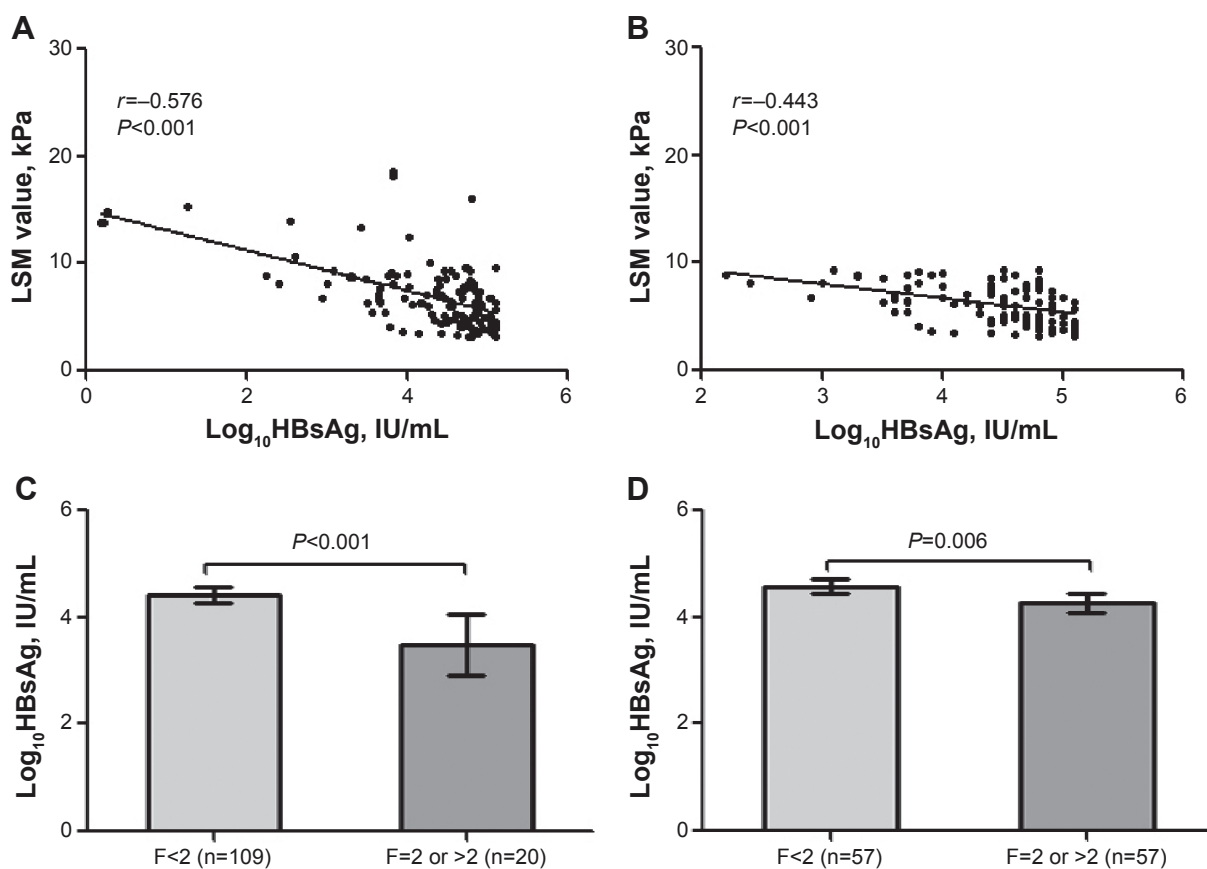 A
30
20
10
0
LSM value, kPa
r=–0.576
P<0.001
0 2 4 6
Log10HBsAg, IU/mL
B
30
20
10
0
LSM value, kPa
r=–0.443
P<0.001
2 3 4 5 6
Log10HBsAg, IU/mL
C
6
4
2
0
Log10HBsAg, IU/mL
P<0.001
F<2 (n=109) F=2 or >2 (n=20)
D
6
4
2
0
Log10HBsAg, IU/mL
P=0.006
F<2 (n=57) F=2 or >2 (n=57)